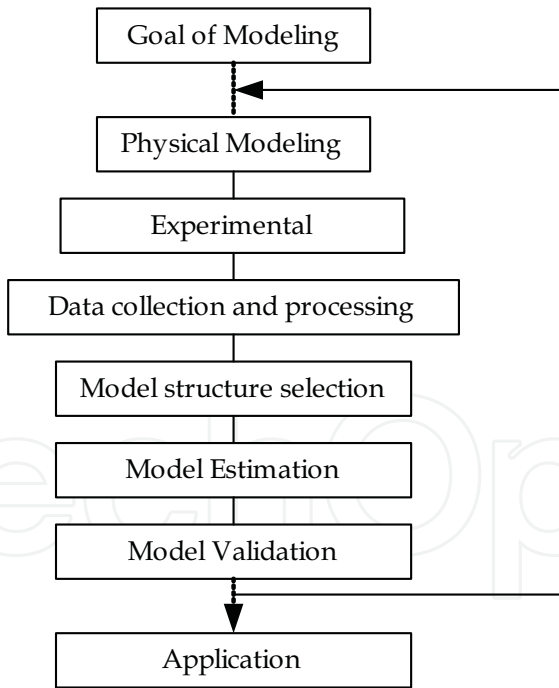 Goal of Modeling
Physical Modeling
Experimental
Data collection and processing
Model structure selection
Model Estimation
Model Validation
Application